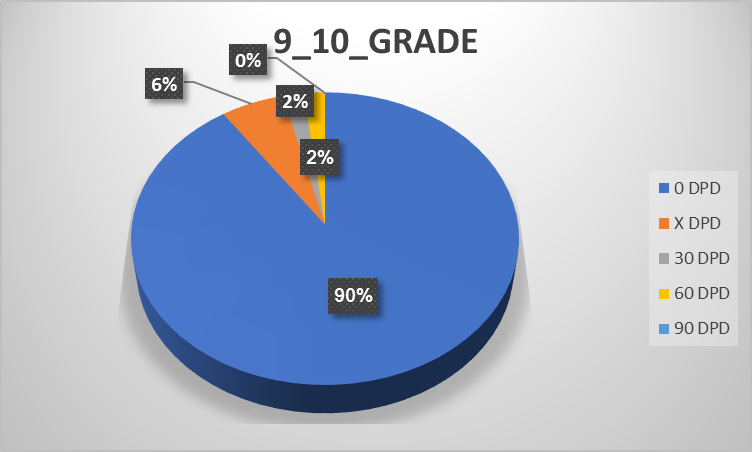 9_10_GRADE
0%
6%
2%
2%
90%
0 DPD
X DPD
30 DPD
60 DPD
90 DPD